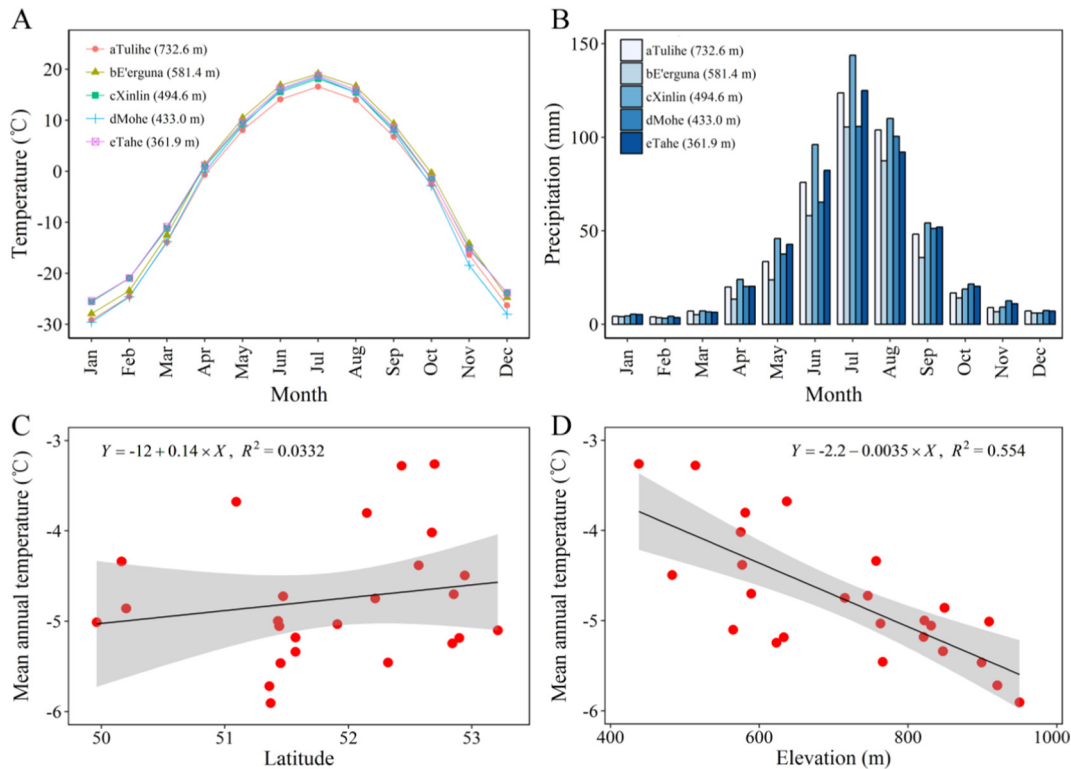 A
aTulihe (732.6 m)
bE'erguna (581.4 m)
cXinlin (494.6 m)
dMohe (433.0 m)
eTahe (361.9 m)
Temperature (℃)
20
10
0
-10
-20
-30
Jan
Feb
Mar
Apr
May
Jun
Jul
Aug
Sep
Oct
Nov
Dec
Month
B
aTulihe (732.6 m)
bE'erguna (581.4 m)
cXinlin (494.6 m)
dMohe (433.0 m)
eTahe (361.9 m)
Precipitation (mm)
150
100
50
0
Jan
Feb
Mar
Apr
May
Jun
Jul
Aug
Sep
Oct
Nov
Dec
Month
C
Y = -12 + 0.14 × X , R² = 0.0332
Mean annual temperature (℃)
-3
-4
-5
-6
50
51
52
53
Latitude
D
Y = -2.2 − 0.0035 × X , R² = 0.554
Mean annual temperature (℃)
-3
-4
-5
-6
400
600
800
1000
Elevation (m)